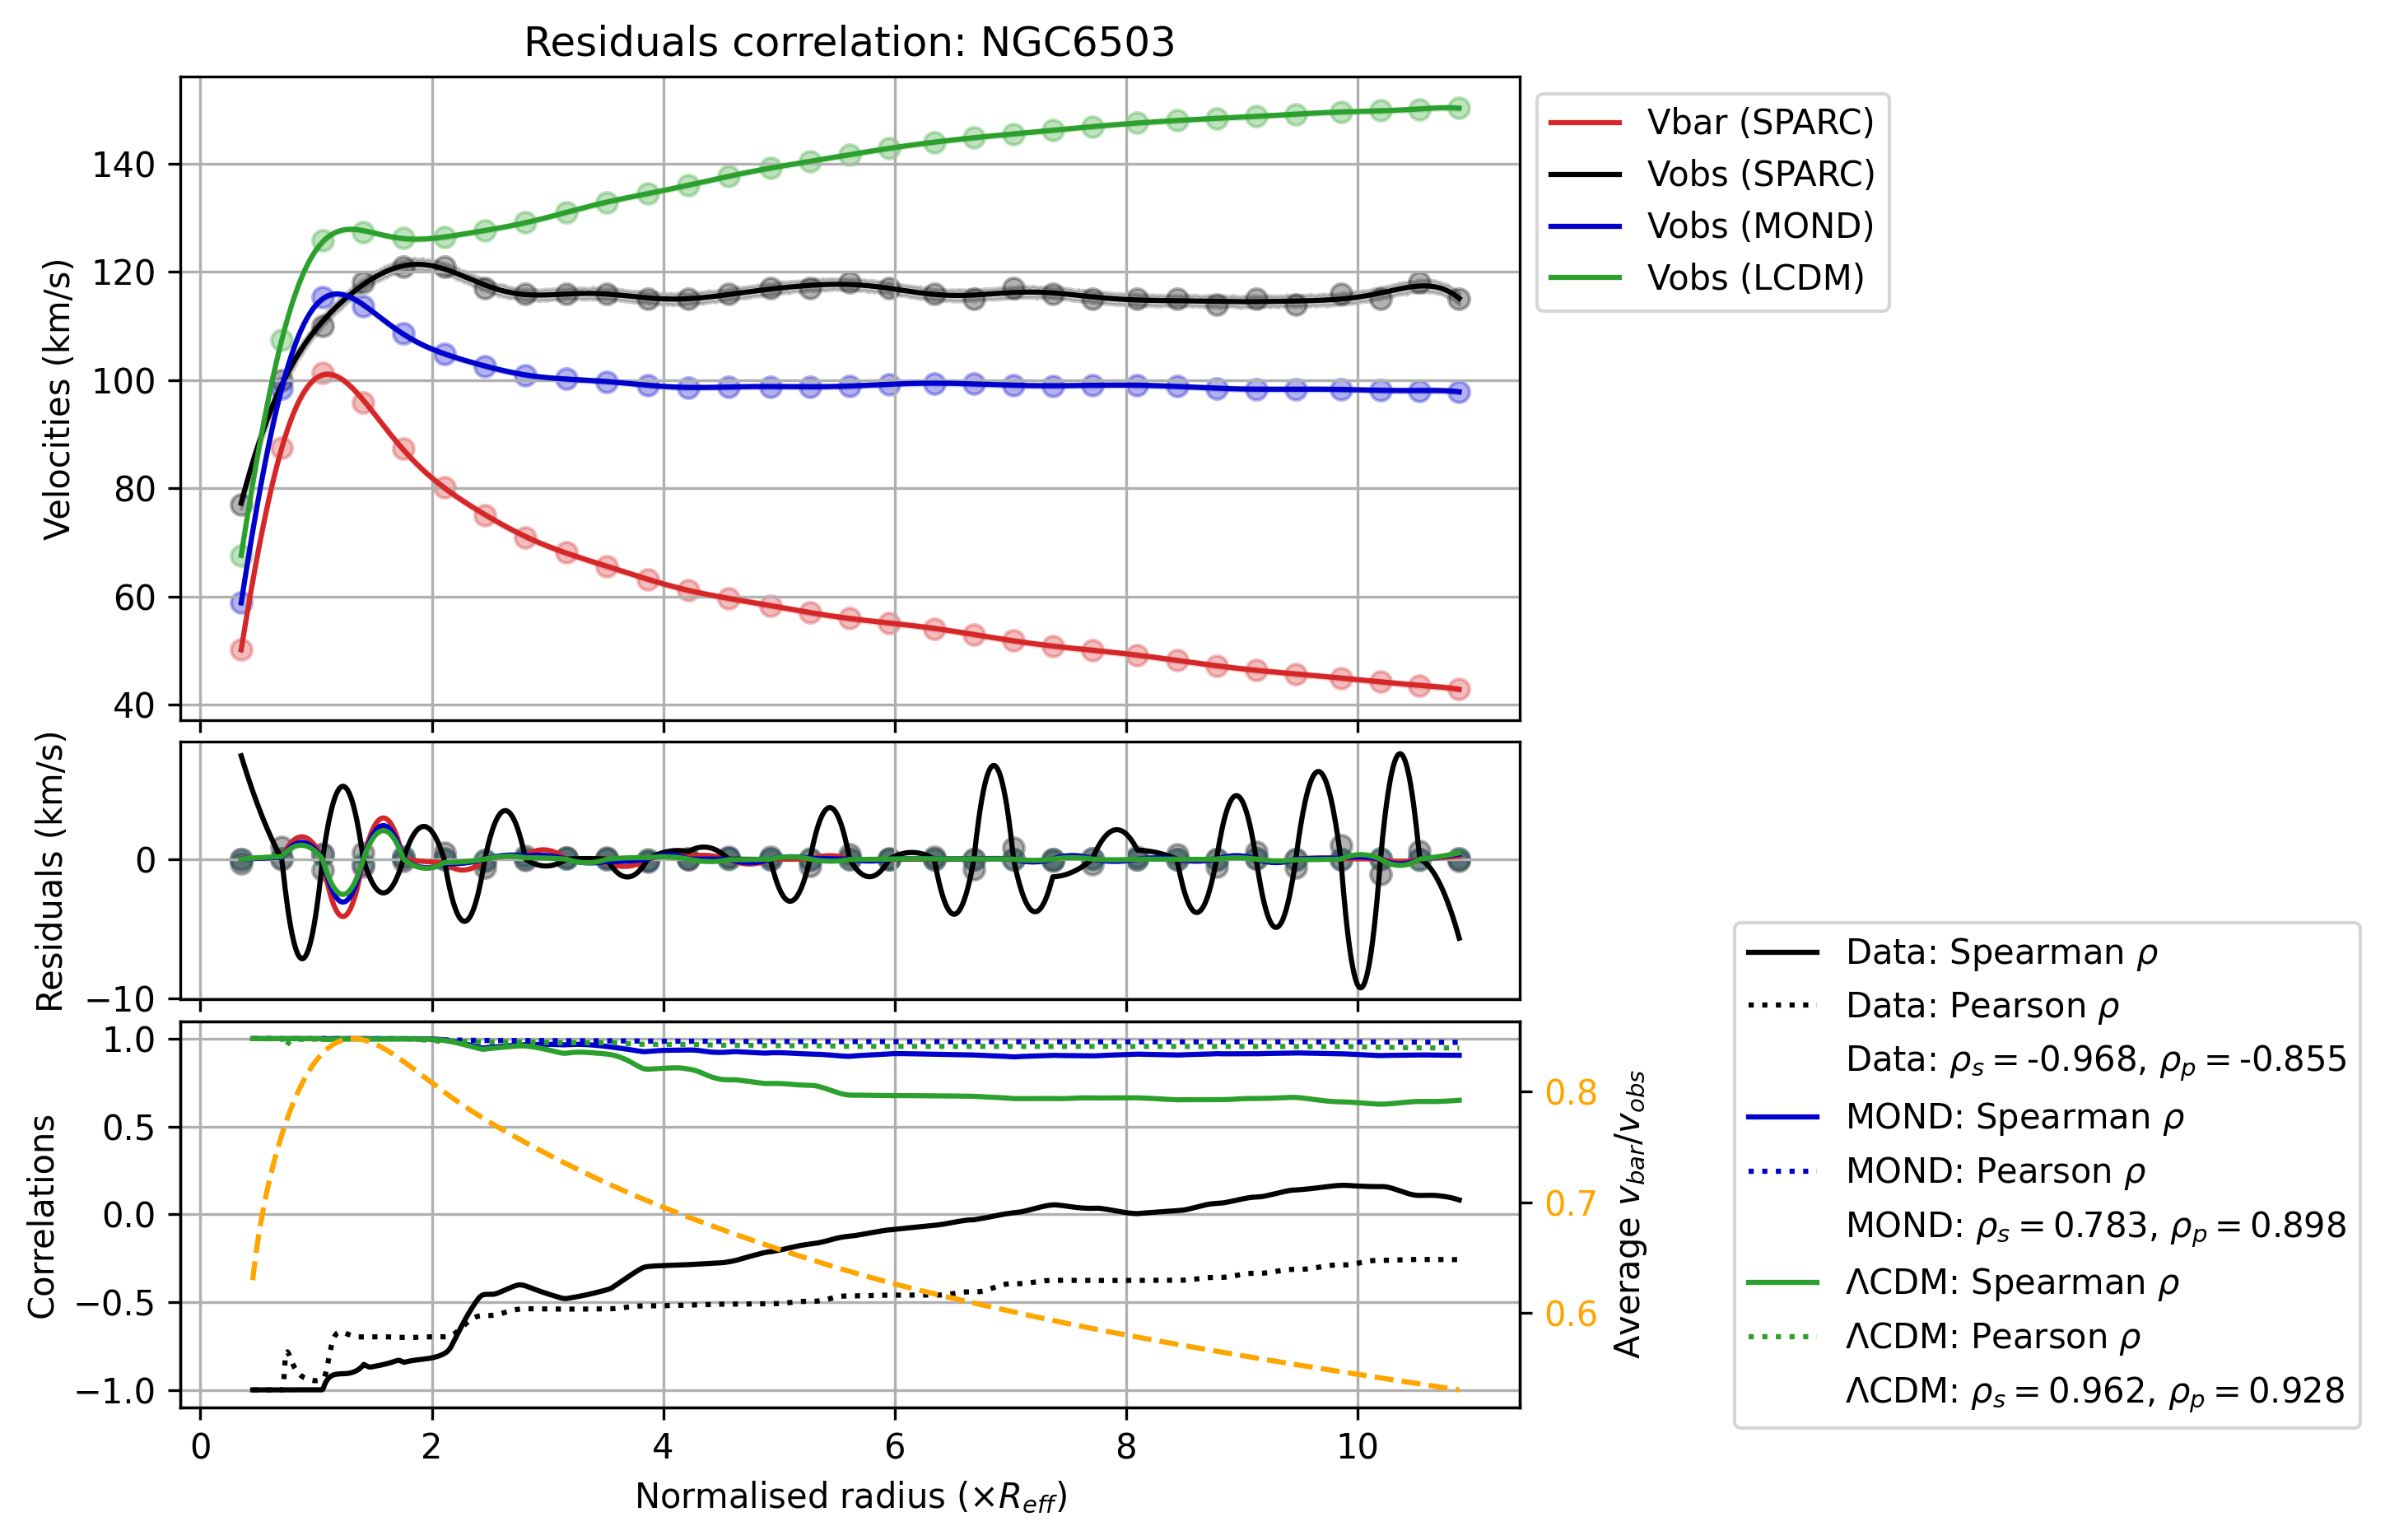 Residuals correlation: NGC6503
Velocities (km/s)
140
120
100
80
60
40
Vbar (SPARC)
Vobs (SPARC)
Vobs (MOND)
Vobs (LCDM)
Residuals (km/s)
0
−10
Correlations
1.0
0.5
0.0
−0.5
−1.0
0.8
0.7
0.6
Average v_bar/v_obs
0 2 4 6 8 10
Normalised radius (×R_eff)
Data: Spearman ρ
Data: Pearson ρ
Data: ρ_s = -0.968, ρ_p = -0.855
MOND: Spearman ρ
MOND: Pearson ρ
MOND: ρ_s = 0.783, ρ_p = 0.898
ΛCDM: Spearman ρ
ΛCDM: Pearson ρ
ΛCDM: ρ_s = 0.962, ρ_p = 0.928